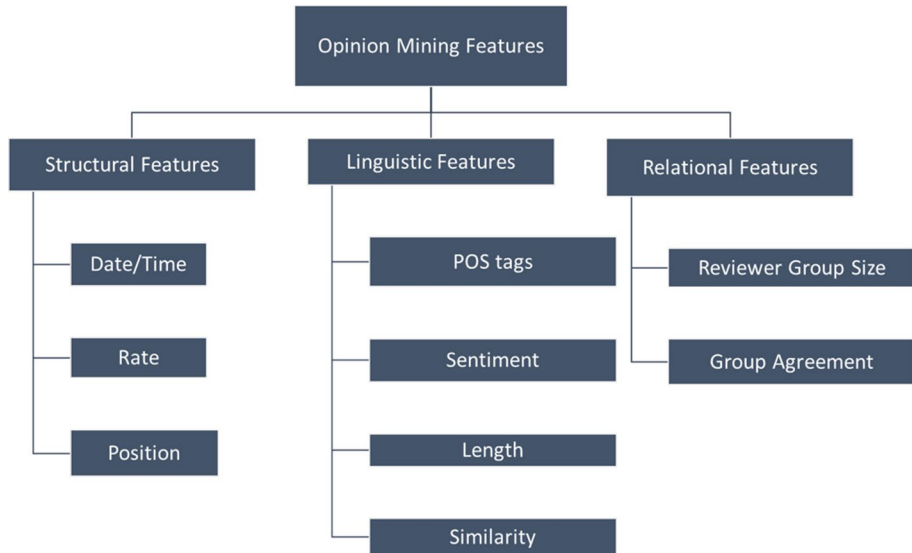 Opinion Mining Features
Structural Features
Date/Time
Rate
Position
Linguistic Features
POS tags
Sentiment
Length
Similarity
Relational Features
Reviewer Group Size
Group Agreement